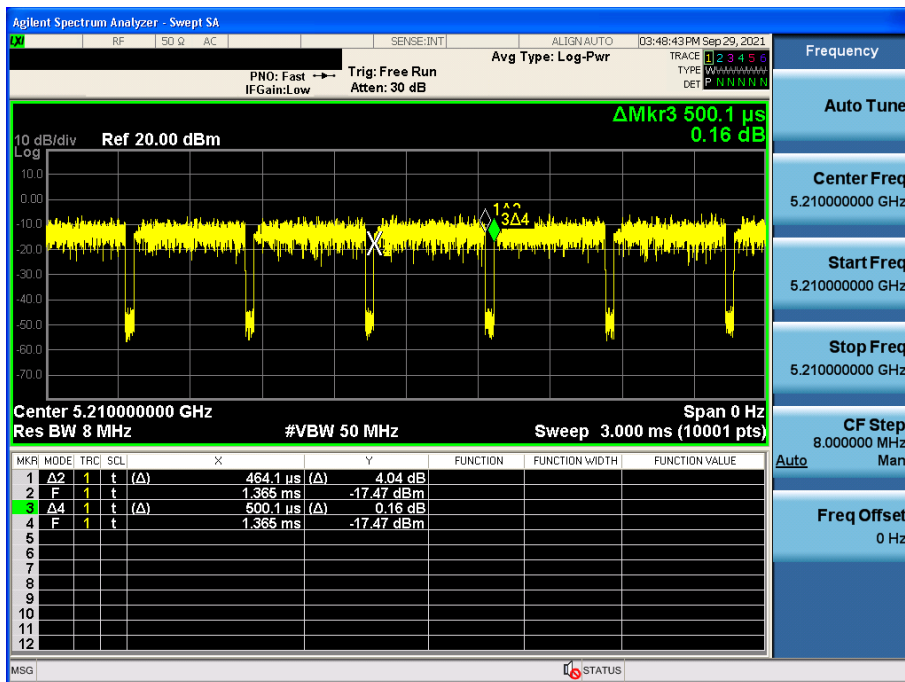 Agilent Spectrum Analyzer - Swept SA
LXI RF 50 Ω AC SENSE:INT ALIGN AUTO 03:48:43 PM Sep 29, 2021
PNO: Fast Trig: Free Run Avg Type: Log-Pwr TRACE 1 2 3 4 5 6
IFGain:Low Atten: 30 dB TYPE
DET P N N N N N
Frequency
Auto Tune
Center Freq
5.210000000 GHz
Start Freq
5.210000000 GHz
Stop Freq
5.210000000 GHz
CF Step
8.000000 MHz
Auto Man
Freq Offset
0 Hz
ΔMkr3 500.1 µs
0.16 dB
10 dB/div Ref 20.00 dBm
Log
10.0
0.00
-10.0
-20.0
-30.0
-40.0
-50.0
-60.0
-70.0
3Δ4
Center 5.210000000 GHz Span 0 Hz
Res BW 8 MHz #VBW 50 MHz Sweep 3.000 ms (10001 pts)
MKR MODE TRC SCL X Y FUNCTION FUNCTION WIDTH FUNCTION VALUE
1 Δ2 1 t (Δ) 464.1 µs (Δ) 4.04 dB
2 F 1 t 1.365 ms -17.47 dBm
3 Δ4 1 t (Δ) 500.1 µs (Δ) 0.16 dB
4 F 1 t 1.365 ms -17.47 dBm
5
6
7
8
9
10
11
12
MSG STATUS